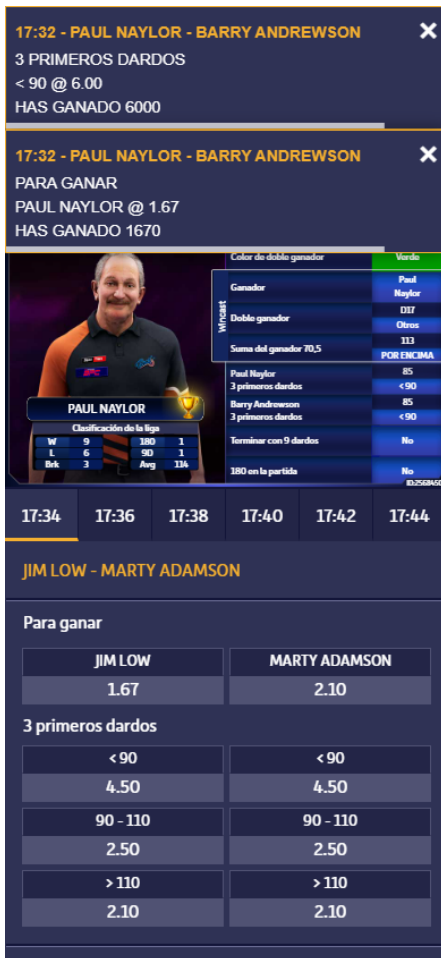 17:32 - PAUL NAYLOR - BARRY ANDREWSON
3 PRIMEROS DARDOS
< 90 @ 6.00
HAS GANADO 6000
17:32 - PAUL NAYLOR - BARRY ANDREWSON
PARA GANAR
PAUL NAYLOR @ 1.67
HAS GANADO 1670
Color de doble ganador Verde
Wincast
Ganador Paul Naylor
Doble ganador D17 Otros
Suma del ganador 70,5 113 POR ENCIMA
Paul Naylor 3 primeros dardos 85 <90
Barry Andrewson 3 primeros dardos 85 <90
Terminar con 9 dardos No
180 en la partida No
PAUL NAYLOR
Clasificación de la liga
W 9 180 1
L 6 9D 1
Brk 3 Avg 114
17:34 17:36 17:38 17:40 17:42 17:44
JIM LOW - MARTY ADAMSON
Para ganar
JIM LOW MARTY ADAMSON
1.67 2.10
3 primeros dardos
< 90 < 90
4.50 4.50
90 - 110 90 - 110
2.50 2.50
> 110 > 110
2.10 2.10